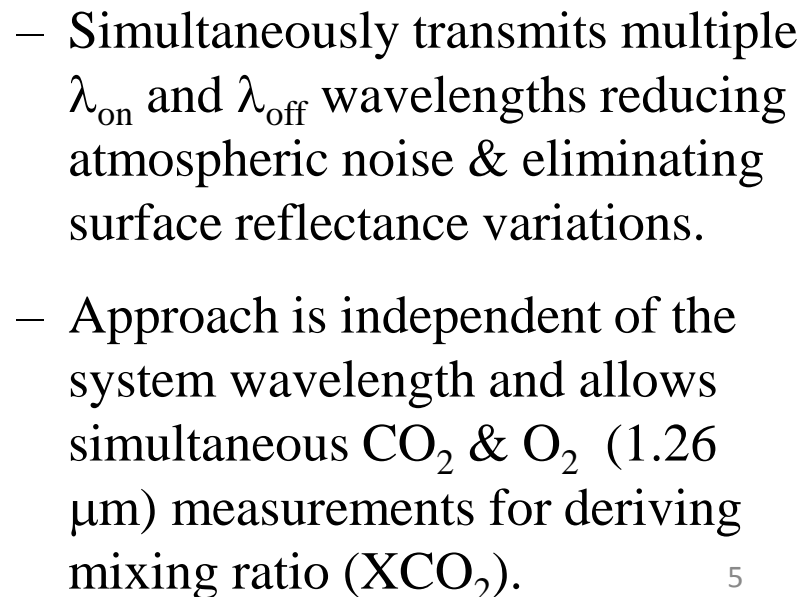 – Simultaneously transmits multiple
λon and λoff wavelengths reducing
atmospheric noise & eliminating
surface reflectance variations.
– Approach is independent of the
system wavelength and allows
simultaneous CO2 & O2 (1.26
μm) measurements for deriving
mixing ratio (XCO2).
5